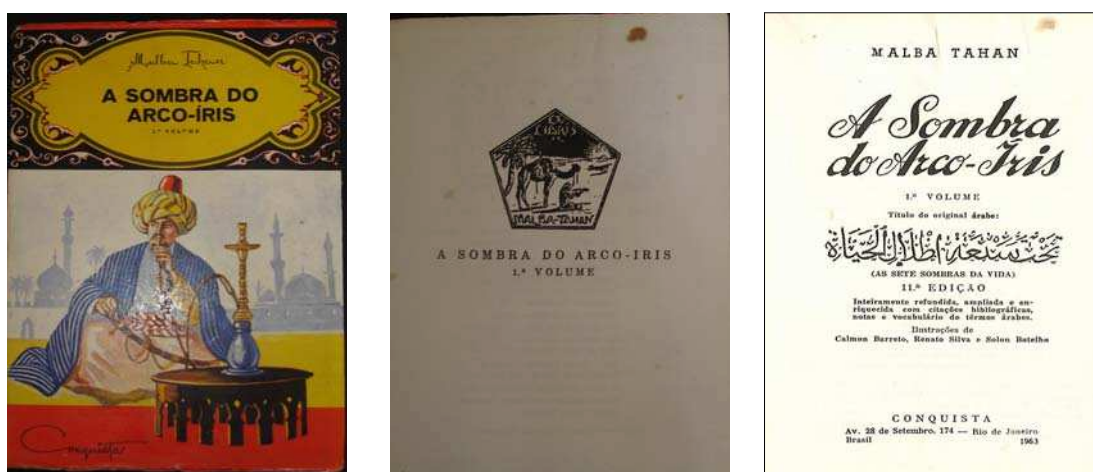 Malba Tahan
A SOMBRA DO
ARCO-ÍRIS
1.º VOLUME
Conquista
MALBA-TAHAN
A SOMBRA DO ARCO-IRIS
1.º VOLUME
MALBA TAHAN
A Sombra
do Arco-Íris
1.º VOLUME
Título do original árabe:
(AS SETE SOMBRAS DA VIDA)
11.ª EDIÇÃO
Inteiramente refundida, ampliada e en-
riquecida com citações bibliográficas,
notas e vocabulário de têrmos árabes.
Ilustrações de
Calmon Barreto, Renato Silva e Solon Botelho
CONQUISTA
Av. 28 de Setembro, 174 — Rio de Janeiro
Brasil 1963